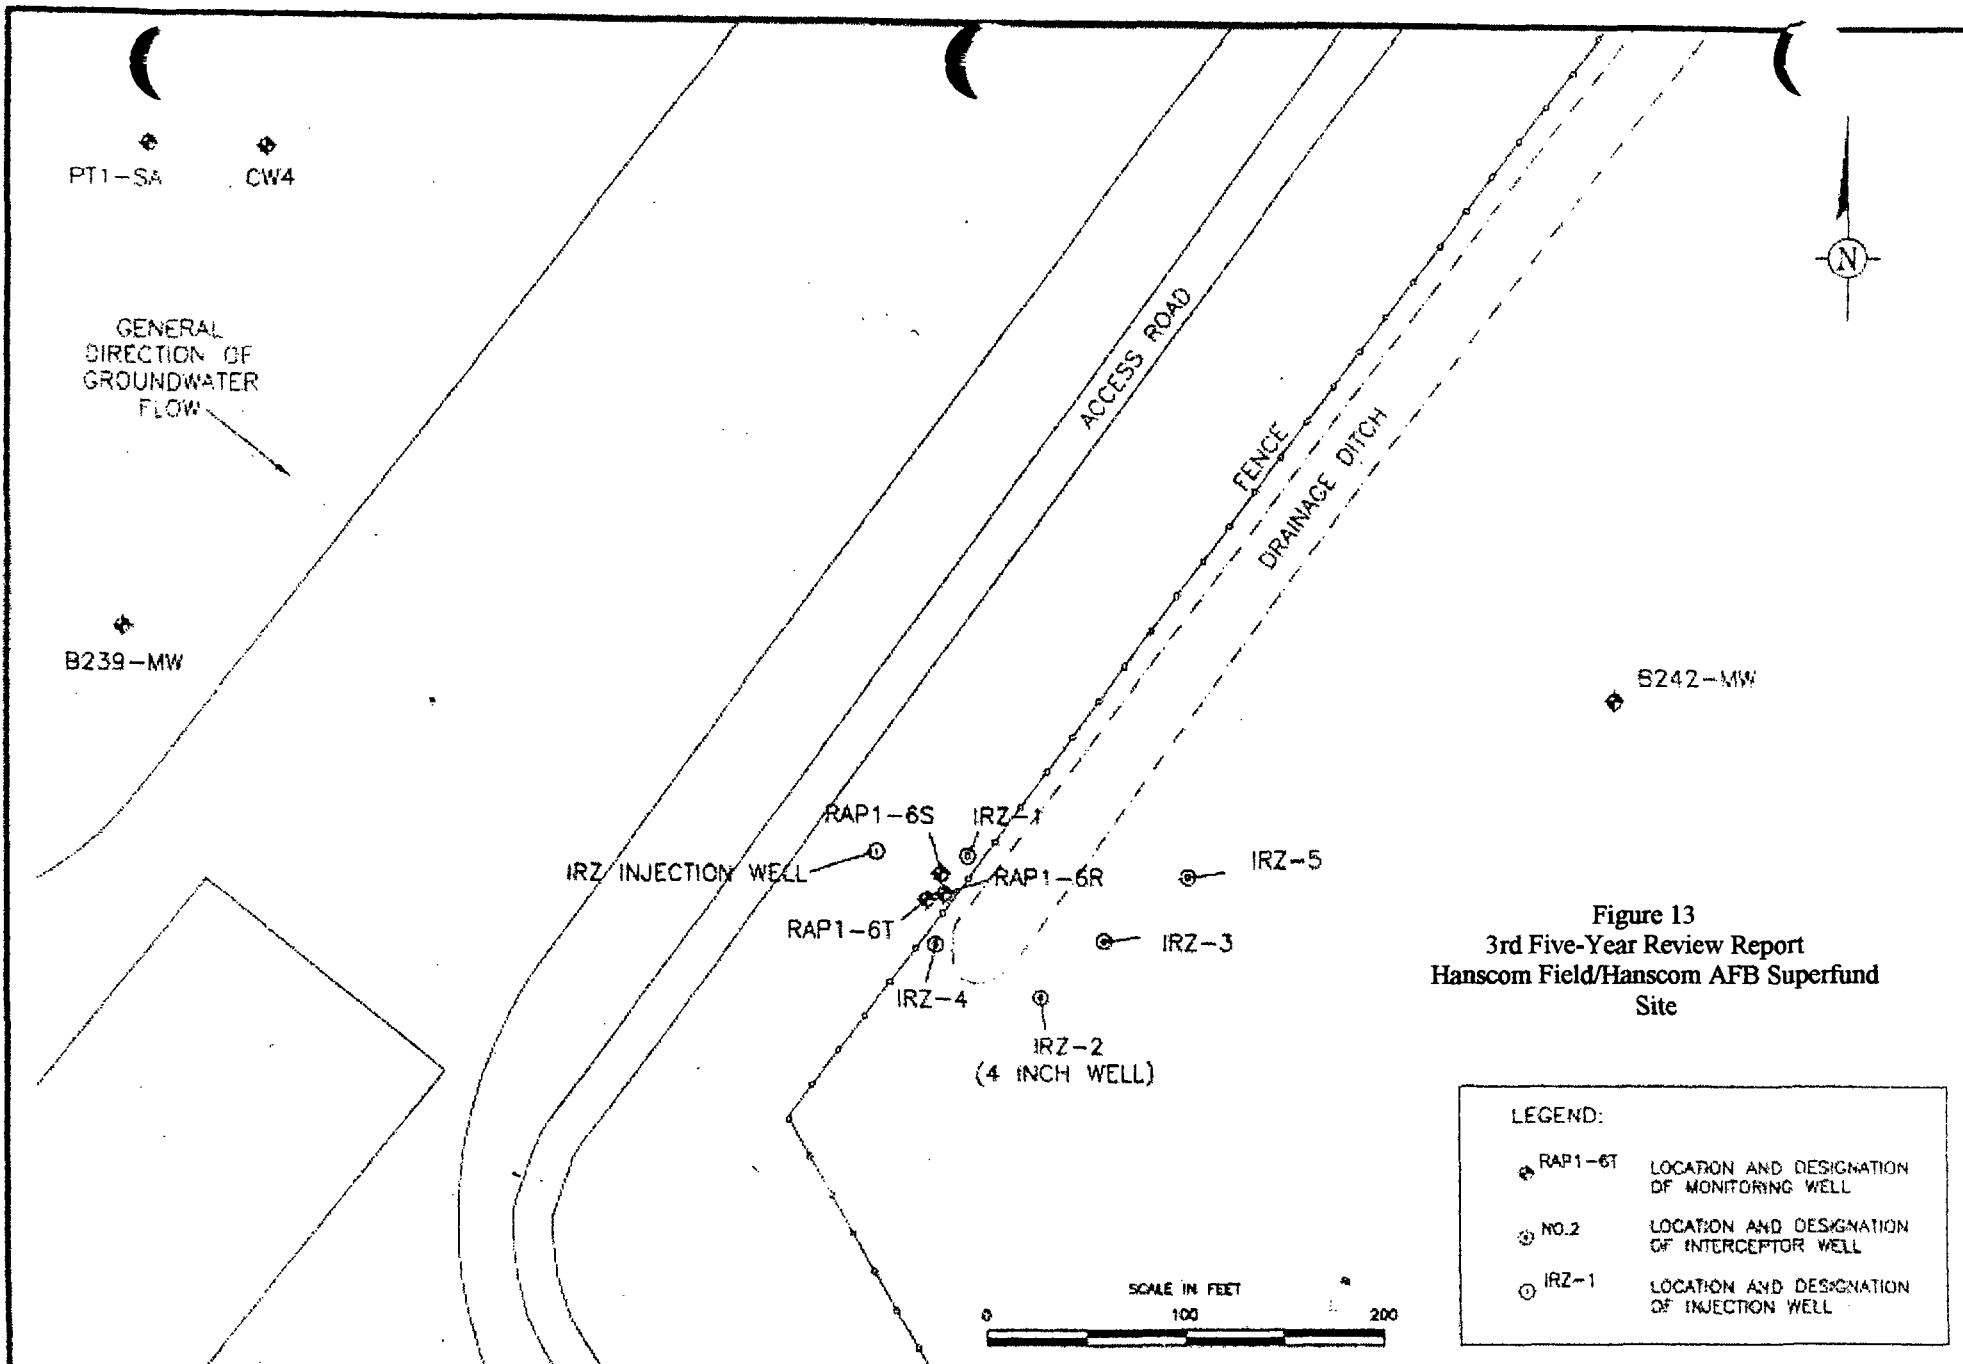 PT1-SA
CW4
N
GENERAL
DIRECTION OF
GROUNDWATER
FLOW
ACCESS ROAD
FENCE
DRAINAGE DITCH
B239-MW
B242-MW
RAP1-6S
IRZ-1
IRZ INJECTION WELL
RAP1-6R
IRZ-5
RAP1-6T
IRZ-3
IRZ-4
IRZ-2
(4 INCH WELL)
Figure 13
3rd Five-Year Review Report
Hanscom Field/Hanscom AFB Superfund
Site
LEGEND:
RAP1-6T LOCATION AND DESIGNATION
OF MONITORING WELL
NO.2 LOCATION AND DESIGNATION
OF INTERCEPTOR WELL
IRZ-1 LOCATION AND DESIGNATION
OF INJECTION WELL
SCALE IN FEET
0 100 200